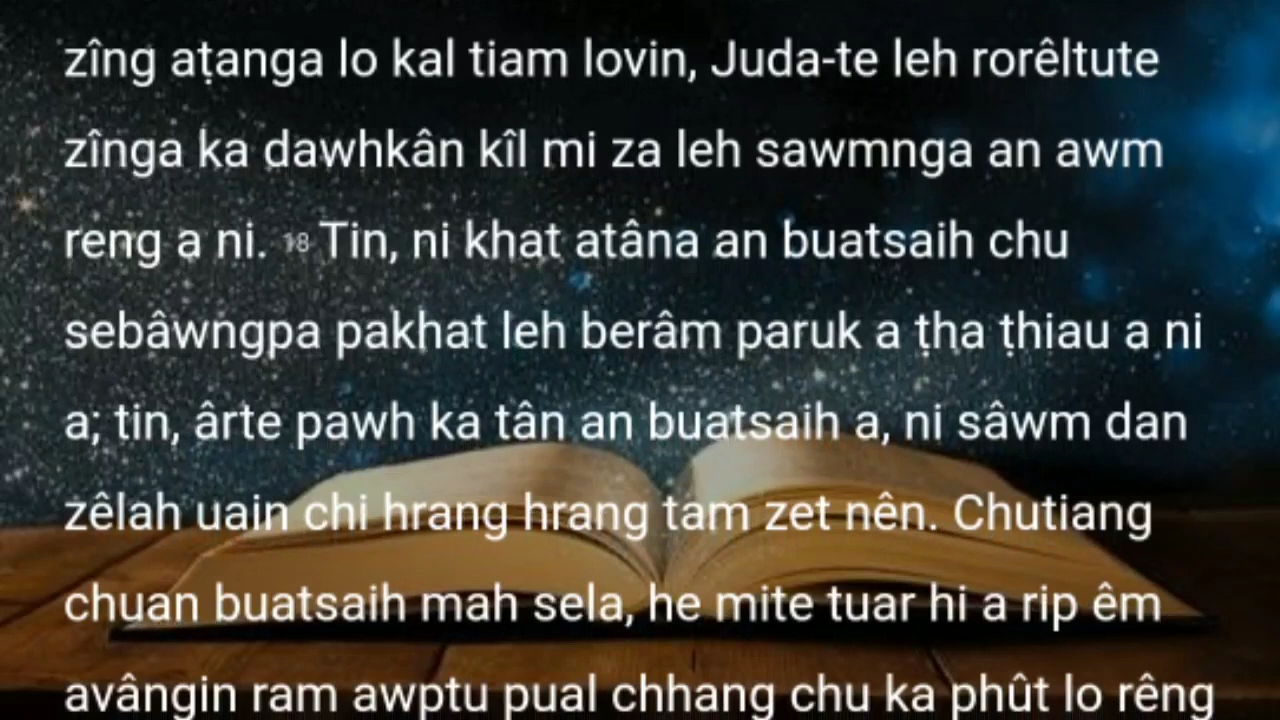 zîng aṭanga lo kal tiam lovin, Juda-te leh rorêltute
zînga ka dawhkân kîl mi za leh sawmnga an awm
reng a ni. 18 Tin, ni khat atâna an buatsaih chu
sebâwngpa pakhat leh berâm paruk a ṭha ṭhiau a ni
a; tin, ârte pawh ka tân an buatsaih a, ni sâwm dan
zêlah uain chi hrang hrang tam zet nên. Chutiang
chuan buatsaih mah sela, he mite tuar hi a rip êm
avângin ram awptu pual chhang chu ka phût lo rêng